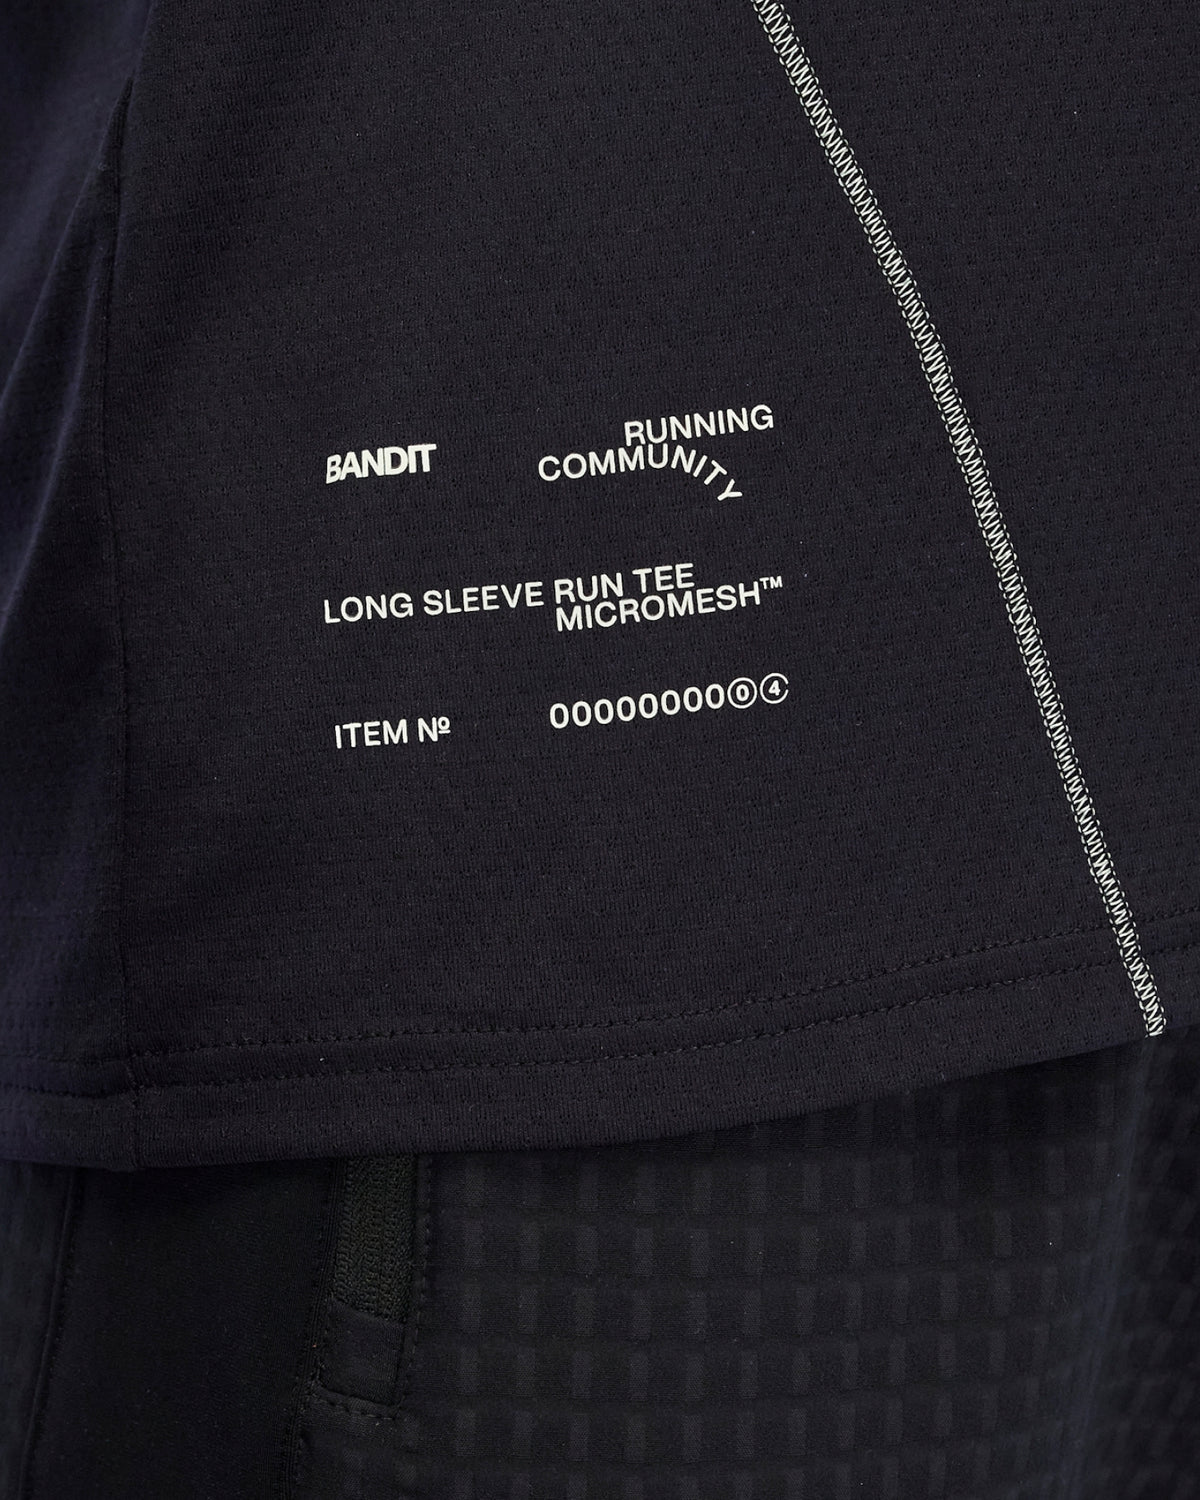 BANDIT
RUNNING
COMMUNITY
LONG SLEEVE RUN TEE
MICROMESH™
ITEM Nº
00000000⓪④